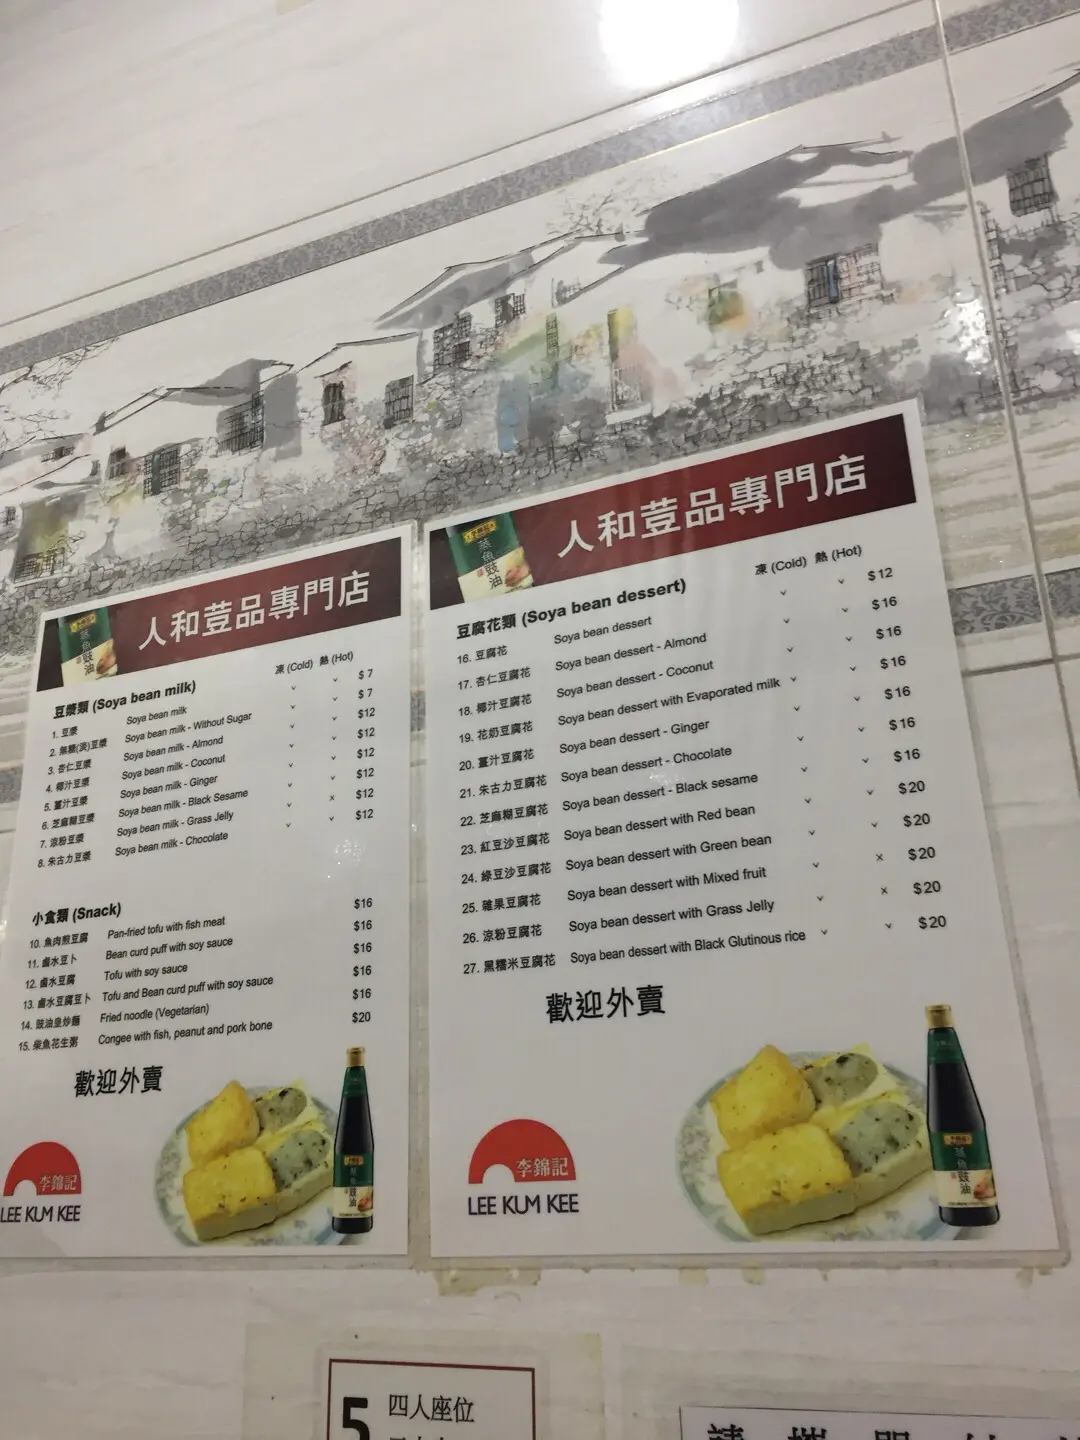 人和荳品專門店
豆漿類 (Soya bean milk) 凍 (Cold) 熱 (Hot)
1. 豆漿 Soya bean milk v v $ 7
2. 無糖(淡)豆漿 Soya bean milk - Without Sugar v v $ 7
3. 杏仁豆漿 Soya bean milk - Almond v v $12
4. 椰汁豆漿 Soya bean milk - Coconut v v $12
5. 薑汁豆漿 Soya bean milk - Ginger v v $12
6. 芝麻糊豆漿 Soya bean milk - Black Sesame v v $12
7. 涼粉豆漿 Soya bean milk - Grass Jelly v x $12
8. 朱古力豆漿 Soya bean milk - Chocolate v v $12
小食類 (Snack)
10. 魚肉煎豆腐 Pan-fried tofu with fish meat $16
11. 鹵水豆卜 Bean curd puff with soy sauce $16
12. 鹵水豆腐 Tofu with soy sauce $16
13. 鹵水豆腐豆卜 Tofu and Bean curd puff with soy sauce $16
14. 豉油皇炒麵 Fried noodle (Vegetarian) $16
15. 柴魚花生粥 Congee with fish, peanut and pork bone $20
歡迎外賣
李錦記
LEE KUM KEE
蒸魚豉油
人和荳品專門店
豆腐花類 (Soya bean dessert) 凍 (Cold) 熱 (Hot)
16. 豆腐花 Soya bean dessert v v $12
17. 杏仁豆腐花 Soya bean dessert - Almond v v $16
18. 椰汁豆腐花 Soya bean dessert - Coconut v v $16
19. 花奶豆腐花 Soya bean dessert with Evaporated milk v v $16
20. 薑汁豆腐花 Soya bean dessert - Ginger v v $16
21. 朱古力豆腐花 Soya bean dessert - Chocolate v v $16
22. 芝麻糊豆腐花 Soya bean dessert - Black sesame v v $16
23. 紅豆沙豆腐花 Soya bean dessert with Red bean v v $20
24. 綠豆沙豆腐花 Soya bean dessert with Green bean v v $20
25. 雜果豆腐花 Soya bean dessert with Mixed fruit v x $20
26. 涼粉豆腐花 Soya bean dessert with Grass Jelly v x $20
27. 黑糯米豆腐花 Soya bean dessert with Black Glutinous rice v v $20
歡迎外賣
李錦記
LEE KUM KEE
蒸魚豉油
5 四人座位